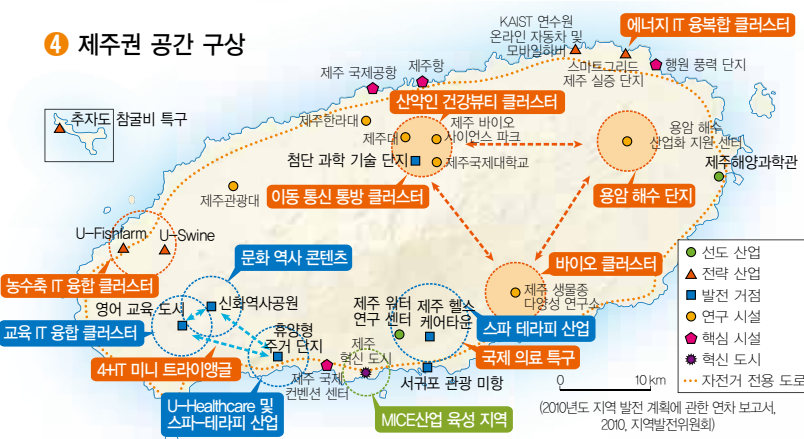 ④ 제주권 공간 구상
KAIST 연수원
온라인 자동차 및
모바일하버
에너지 IT 융복합 클러스터
스마트그리드
제주 실증 단지
행원 풍력 단지
제주 국제공항
제주항
추자도 참굴비 특구
산악인 건강뷰티 클러스터
제주한라대
제주대
제주 바이오
사이언스 파크
첨단 과학 기술 단지
제주국제대학교
이동 통신 통방 클러스터
용암 해수
산업화 지원 센터
제주해양과학관
용암 해수 단지
제주관광대
U-Fishfarm
U-Swine
농수축 IT 융합 클러스터
문화 역사 콘텐츠
영어 교육 도시
신화역사공원
교육 IT 융합 클러스터
4-HT 미니 트라이앵글
휴양형
주거 단지
U-Healthcare 및
스파-테라피 산업
제주 국제
컨벤션 센터
제주
혁신 도시
MICE산업 육성 지역
제주 워터
연구 센터
제주 헬스
케어타운
서귀포 관광 미항
바이오 클러스터
제주 생물종
다양성 연구소
스파 테라피 산업
국제 의료 특구
선도 산업
전략 산업
발전 거점
연구 시설
핵심 시설
혁신 도시
자전거 전용 도로
0 10 km
(2010년도 지역 발전 계획에 관한 연차 보고서,
2010, 지역발전위원회)